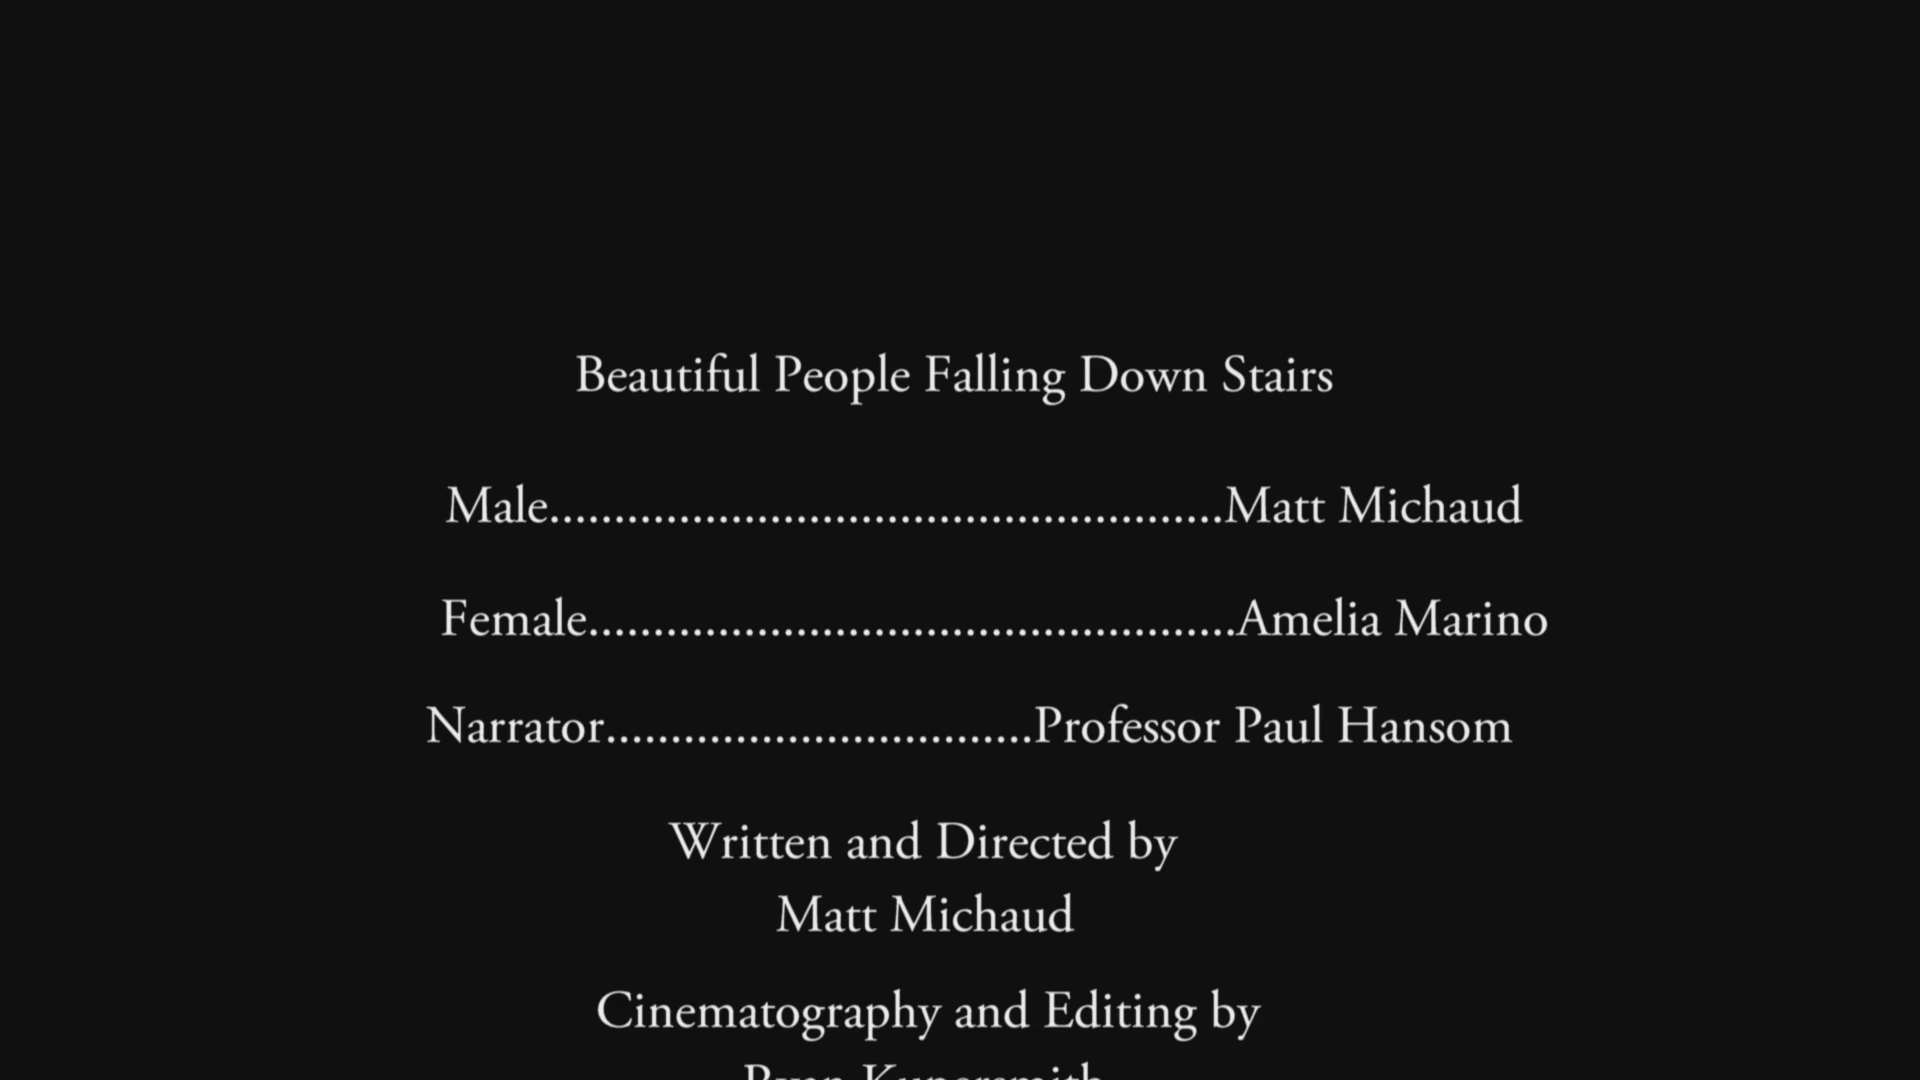 Beautiful People Falling Down Stairs
Male....................................................Matt Michaud
Female..................................................Amelia Marino
Narrator.................................Professor Paul Hansom
Written and Directed by
Matt Michaud
Cinematography and Editing by
Ryan